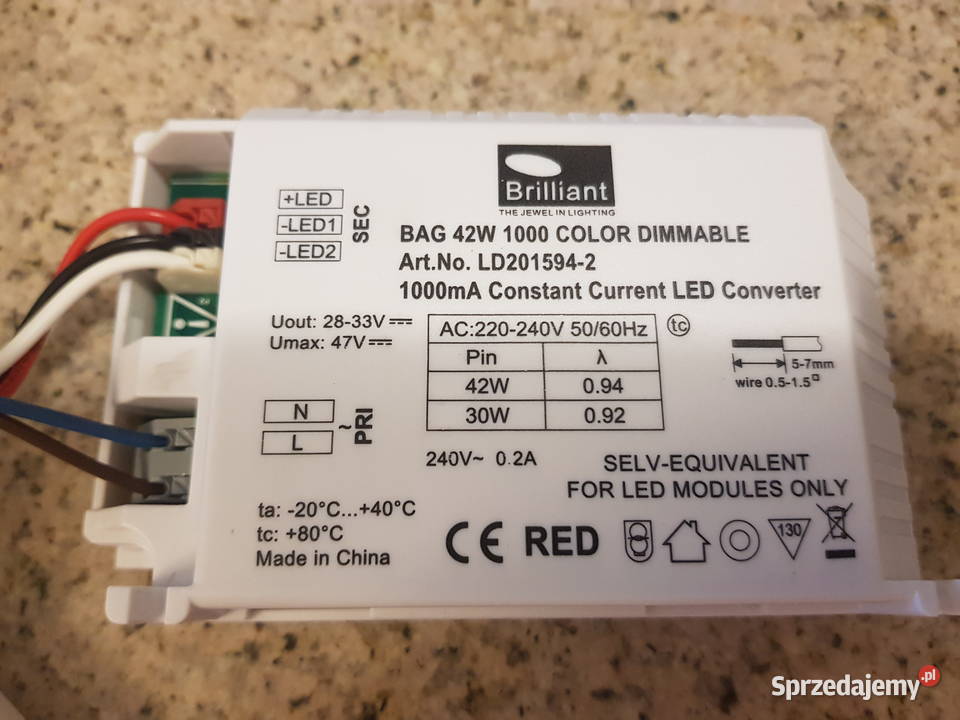 Brilliant
THE JEWEL IN LIGHTING
+LED
-LED1
-LED2
SEC
BAG 42W 1000 COLOR DIMMABLE
Art.No. LD201594-2
1000mA Constant Current LED Converter
Uout: 28-33V⎓
Umax: 47V⎓
AC:220-240V 50/60Hz
tc
Pin λ
42W 0.94
30W 0.92
5-7mm
wire 0.5-1.5□
N
L
~
PRI
240V~ 0.2A
SELV-EQUIVALENT
FOR LED MODULES ONLY
ta: -20°C...+40°C
tc: +80°C
Made in China
CE RED
130
Sprzedajemy.pl